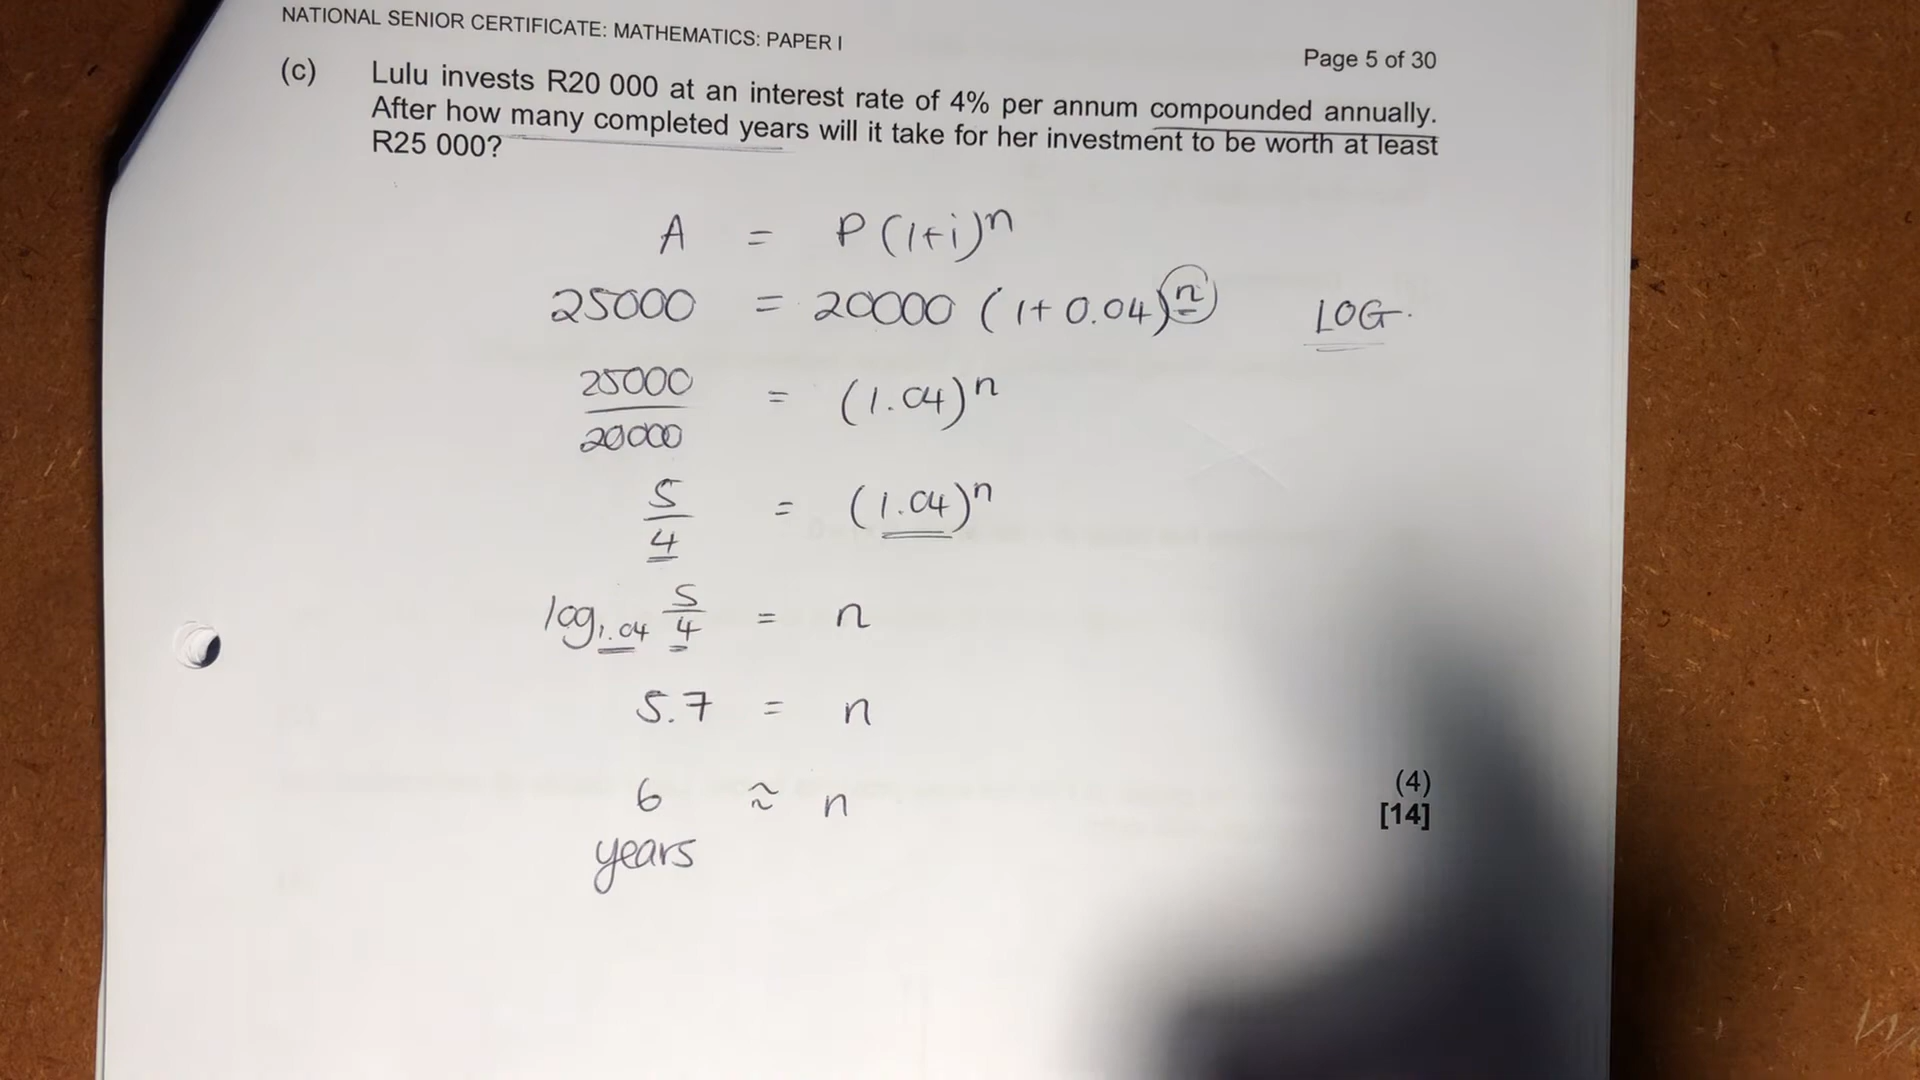 NATIONAL SENIOR CERTIFICATE: MATHEMATICS: PAPER I
Page 5 of 30
(c) Lulu invests R20 000 at an interest rate of 4% per annum compounded annually.
After how many completed years will it take for her investment to be worth at least
R25 000?
A = P(1+i)^n
25000 = 20000 (1+0.04)^n LOG.
25000/20000 = (1.04)^n
5/4 = (1.04)^n
log_1.04 5/4 = n
5.7 = n
6 ≈ n
years
(4)
[14]